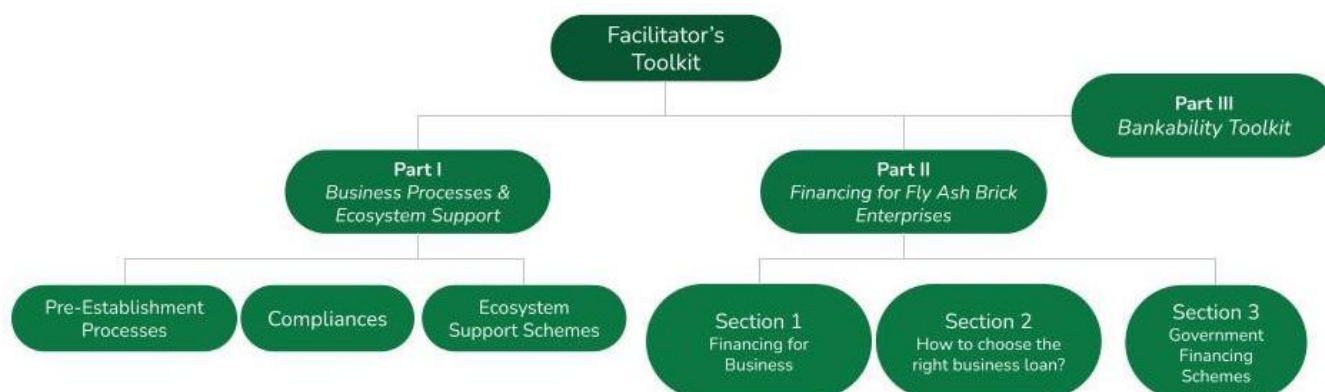 Facilitator's
Toolkit
Part III
Bankability Toolkit
Part I
Business Processes &
Ecosystem Support
Part II
Financing for Fly Ash Brick
Enterprises
Pre-Establishment
Processes
Compliances
Ecosystem
Support Schemes
Section 1
Financing for
Business
Section 2
How to choose the
right business loan?
Section 3
Government
Financing
Schemes